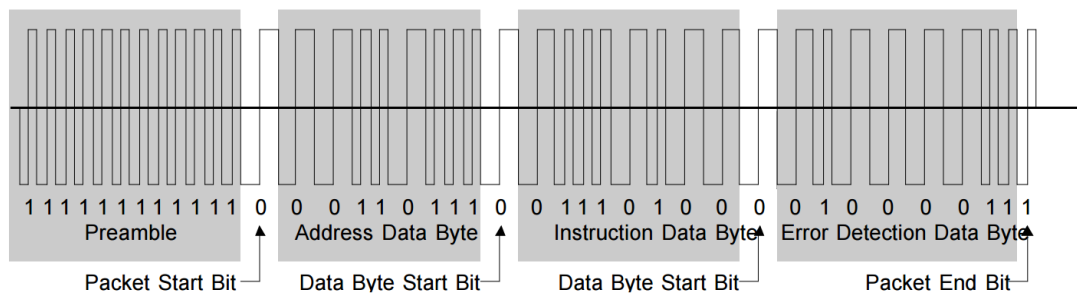 1 1 1 1 1 1 1 1 1 1 1 1 0 0 0 1 1 0 1 1 1 0 0 1 1 1 0 1 0 0 0 0 1 0 0 0 0 1 1 1
Preamble Address Data Byte Instruction Data Byte Error Detection Data Byte
Packet Start Bit Data Byte Start Bit Data Byte Start Bit Packet End Bit